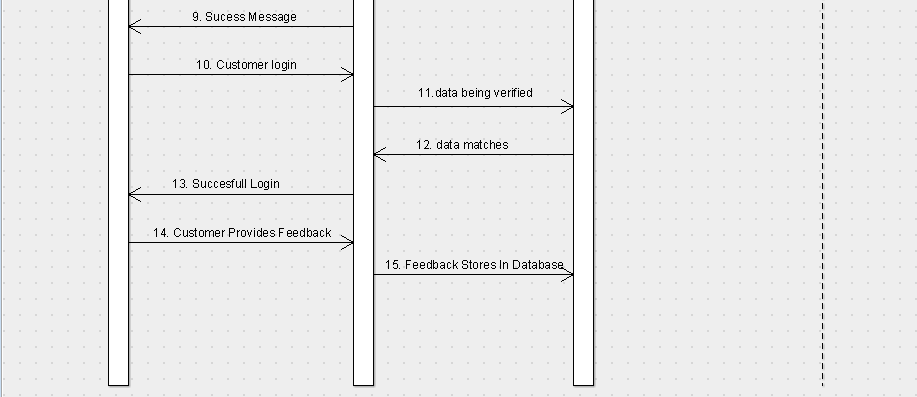 9. Sucess Message
10. Customer login
11.data being verified
12. data matches
13. Succesfull Login
14. Customer Provides Feedback
15. Feedback Stores In Database